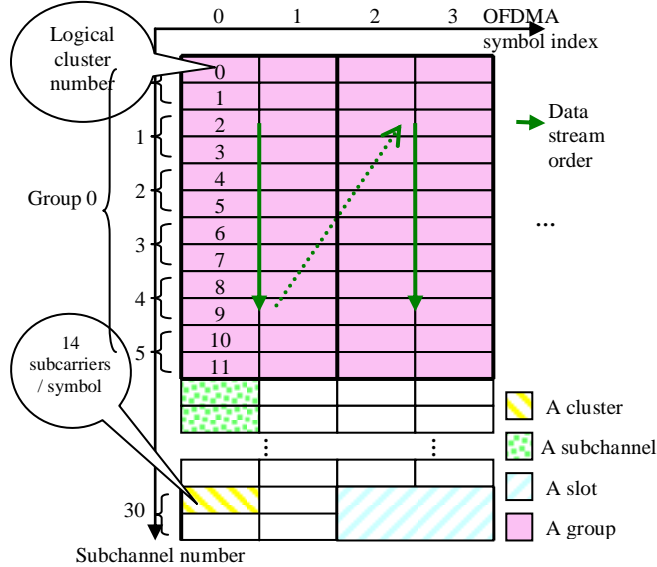 0 1 2 3 OFDMA
symbol index
Logical
cluster
number
0
1
2
3
4
5
6
7
8
9
10
11
1
2
3
4
5
30
Group 0
Data
stream
order
...
14
subcarriers
/ symbol
...
...
A cluster
A subchannel
A slot
A group
Subchannel number